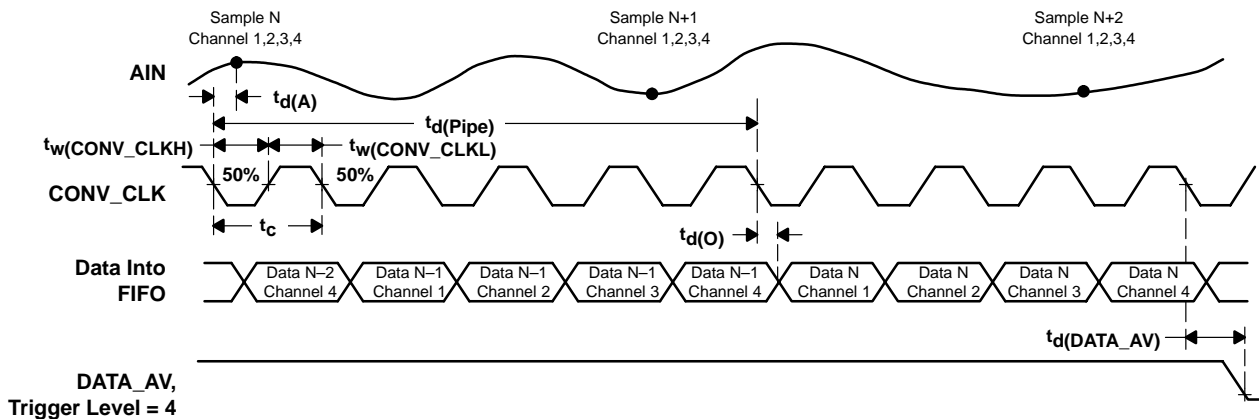 Sample N
Channel 1,2,3,4
Sample N+1
Channel 1,2,3,4
Sample N+2
Channel 1,2,3,4
AIN
td(A)
td(Pipe)
tw(CONV_CLKH)
tw(CONV_CLKL)
50%
50%
CONV_CLK
tc
td(O)
Data Into
FIFO
Data N–2
Channel 4
Data N–1
Channel 1
Data N–1
Channel 2
Data N–1
Channel 3
Data N–1
Channel 4
Data N
Channel 1
Data N
Channel 2
Data N
Channel 3
Data N
Channel 4
td(DATA_AV)
DATA_AV,
Trigger Level = 4